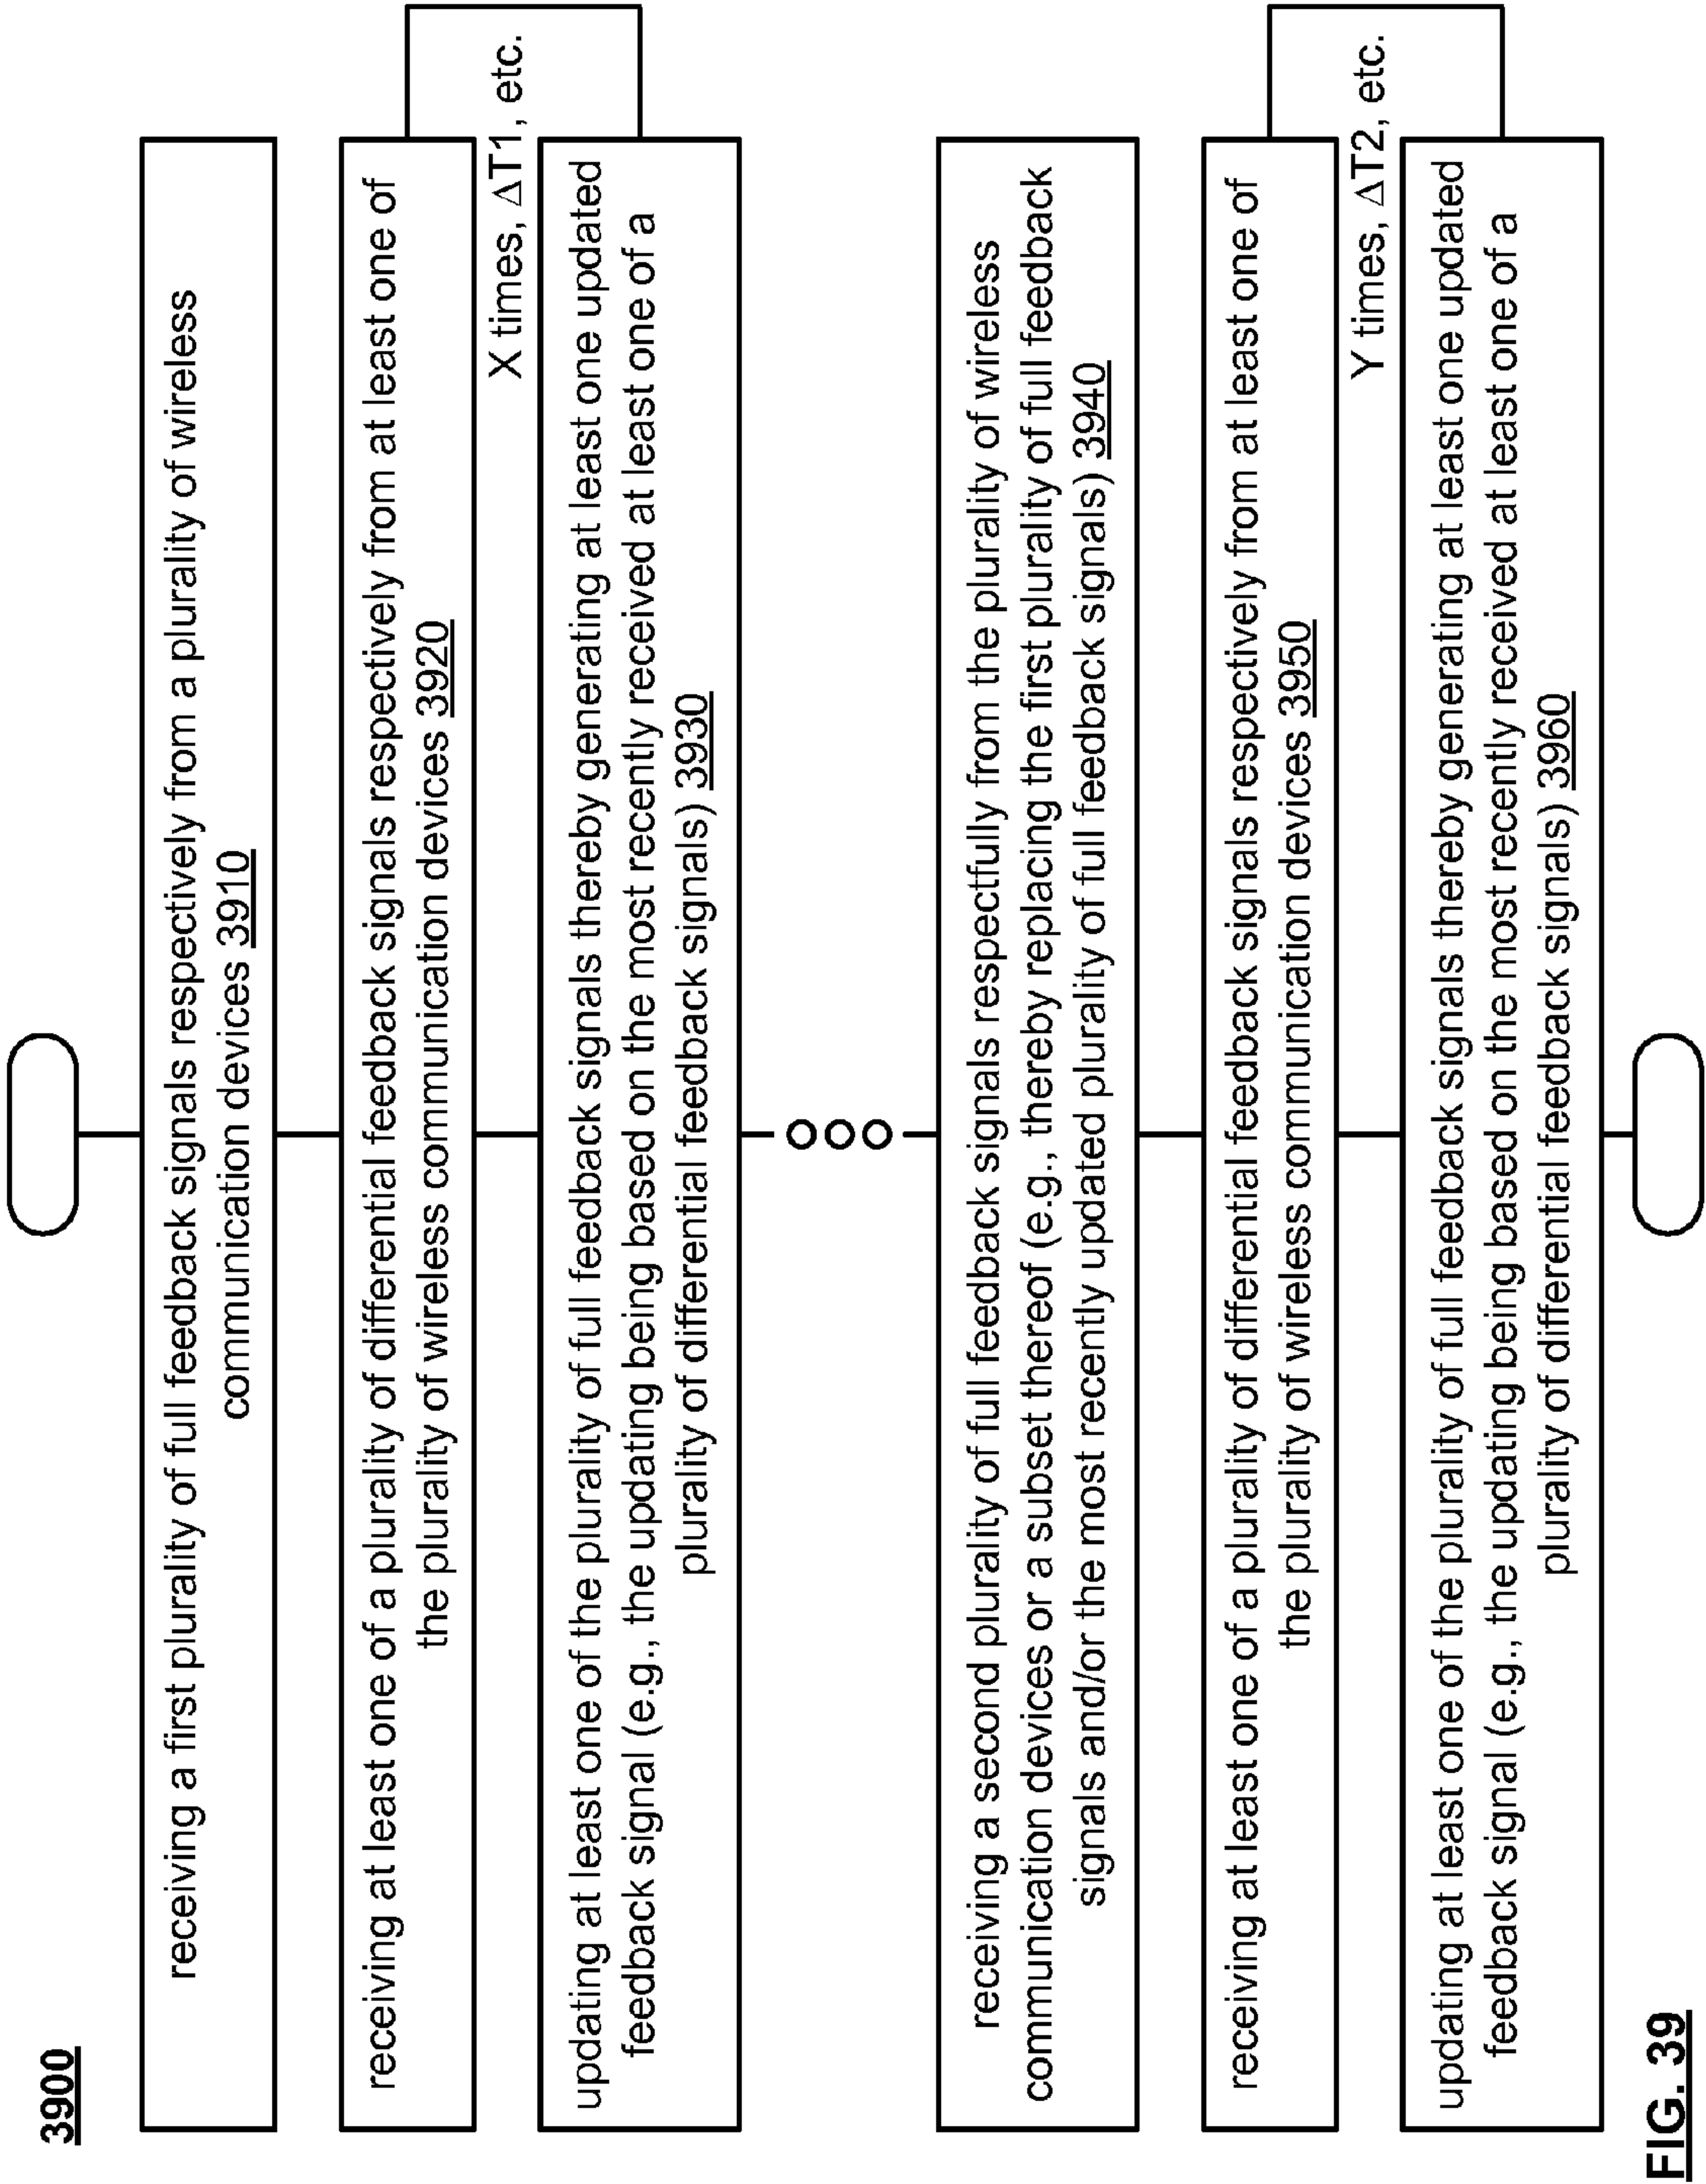 3900
receiving a first plurality of full feedback signals respectively from a plurality of wireless
communication devices 3910
receiving at least one of a plurality of differential feedback signals respectively from at least one of
the plurality of wireless communication devices 3920
X times, ΔT1, etc.
updating at least one of the plurality of full feedback signals thereby generating at least one updated
feedback signal (e.g., the updating being based on the most recently received at least one of a
plurality of differential feedback signals) 3930
receiving a second plurality of full feedback signals respectfully from the plurality of wireless
communication devices or a subset thereof (e.g., thereby replacing the first plurality of full feedback
signals and/or the most recently updated plurality of full feedback signals) 3940
receiving at least one of a plurality of differential feedback signals respectively from at least one of
the plurality of wireless communication devices 3950
Y times, ΔT2, etc.
updating at least one of the plurality of full feedback signals thereby generating at least one updated
feedback signal (e.g., the updating being based on the most recently received at least one of a
plurality of differential feedback signals) 3960
FIG. 39